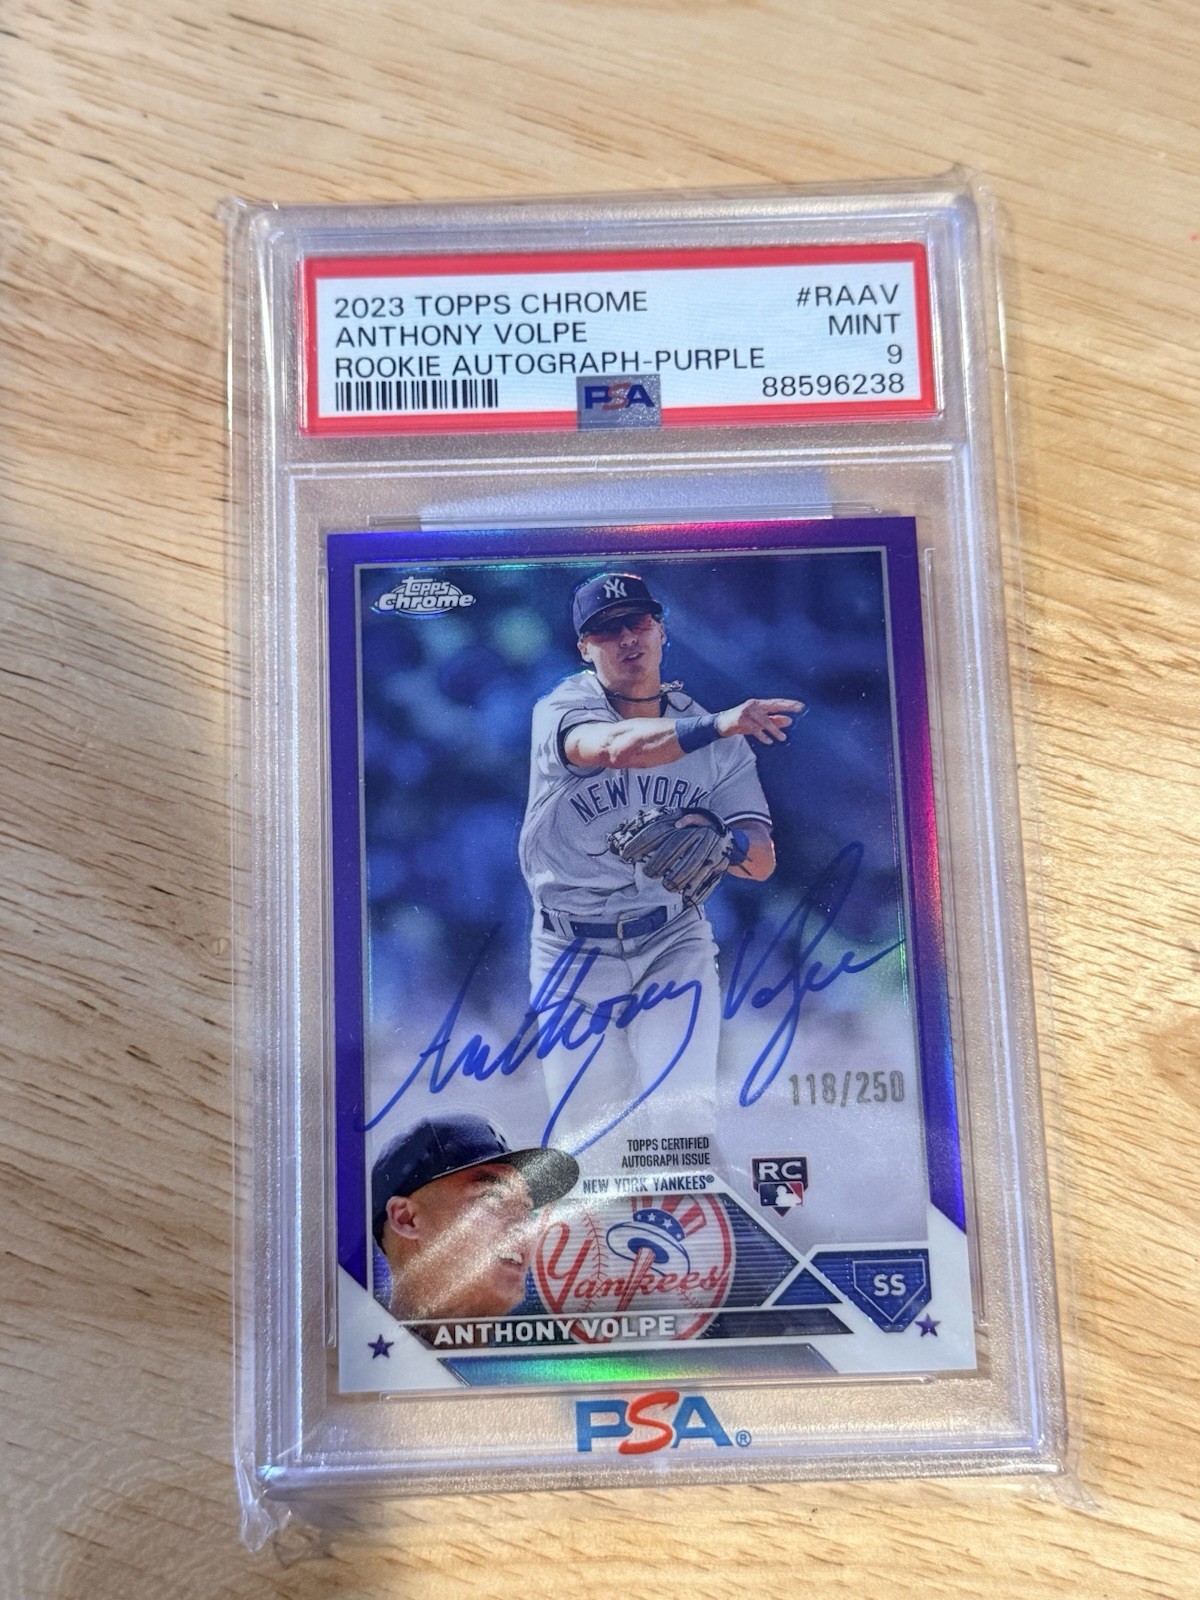 2023 TOPPS CHROME #RAAV
ANTHONY VOLPE MINT
ROOKIE AUTOGRAPH-PURPLE 9
PSA 88596238
TOPPS
Chrome
NY
NEW YORK
Anthony Volpe
118/250
TOPPS CERTIFIED
AUTOGRAPH ISSUE
NEW YORK YANKEES®
RC
Yankees
SS
ANTHONY VOLPE
PSA®